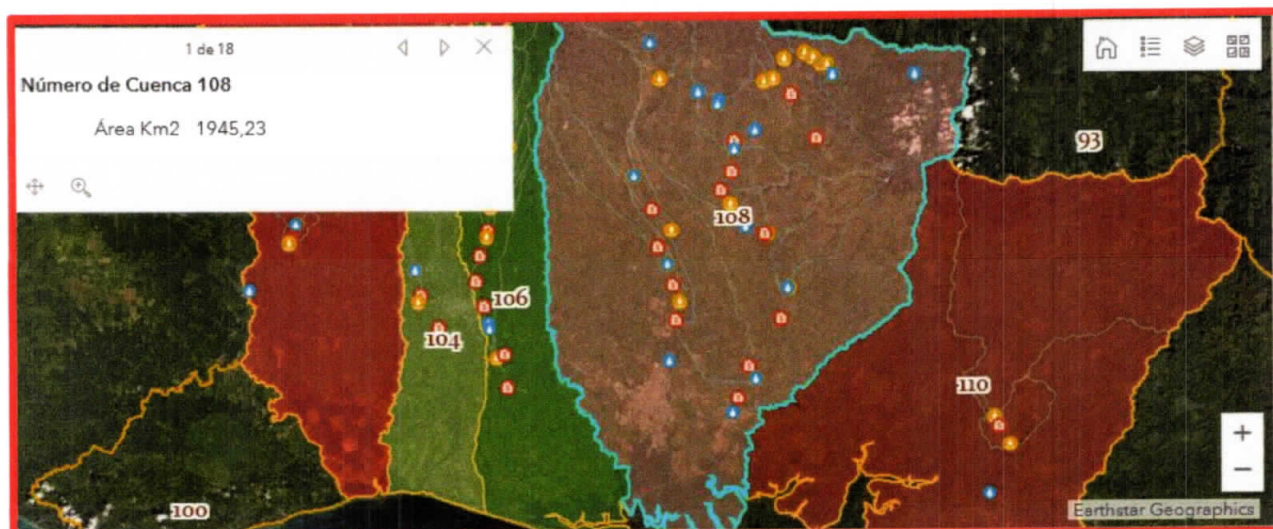 1 de 18
Número de Cuenca 108
Área Km2 1945,23
93
108
106
104
110
100
Earthstar Geographics